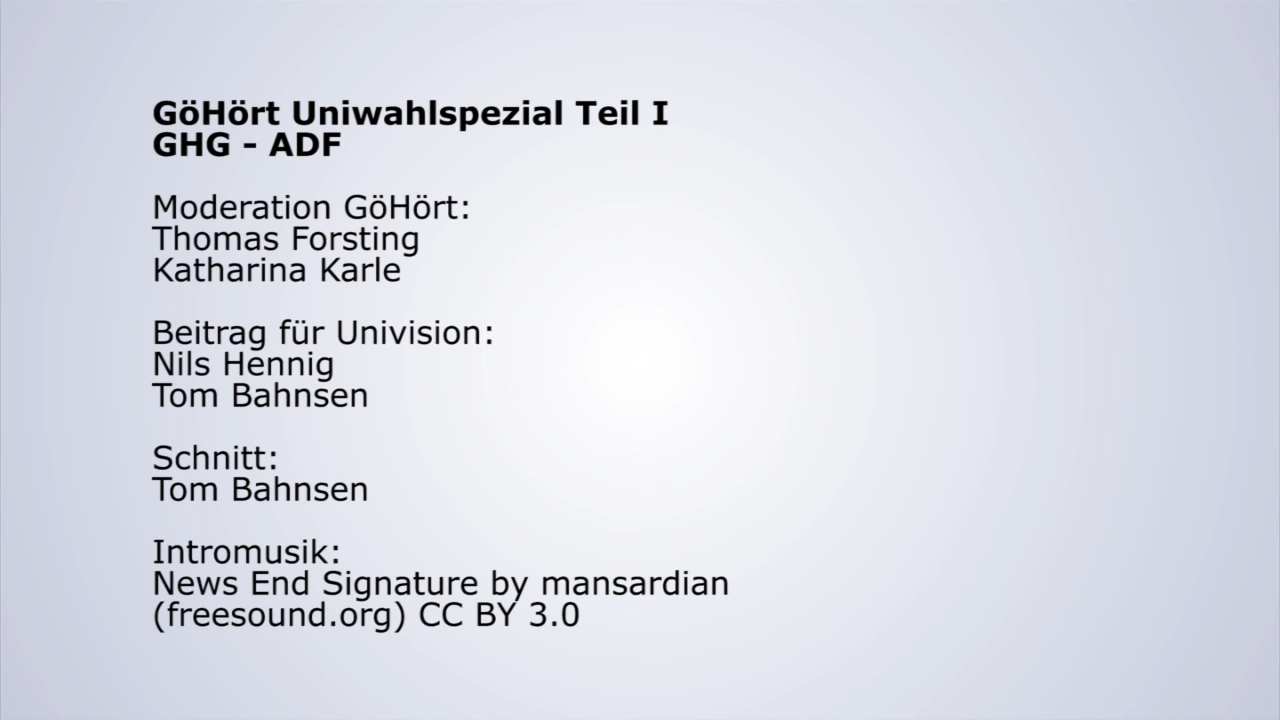 GöHört Uniwahlspezial Teil I
GHG - ADF
Moderation GöHört:
Thomas Forsting
Katharina Karle
Beitrag für Univision:
Nils Hennig
Tom Bahnsen
Schnitt:
Tom Bahnsen
Intromusik:
News End Signature by mansardian
(freesound.org) CC BY 3.0